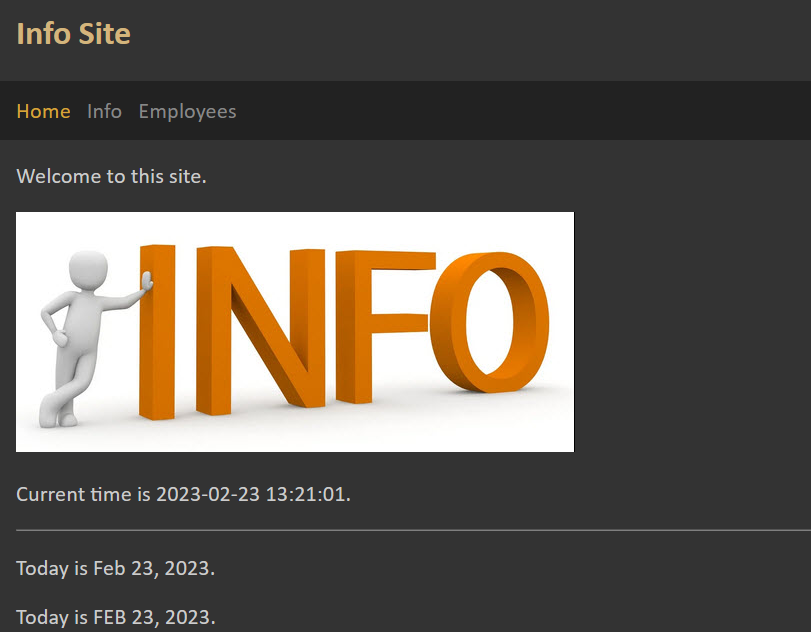 Info Site
Home Info Employees
Welcome to this site.
INFO
Current time is 2023-02-23 13:21:01.
Today is Feb 23, 2023.
Today is FEB 23, 2023.